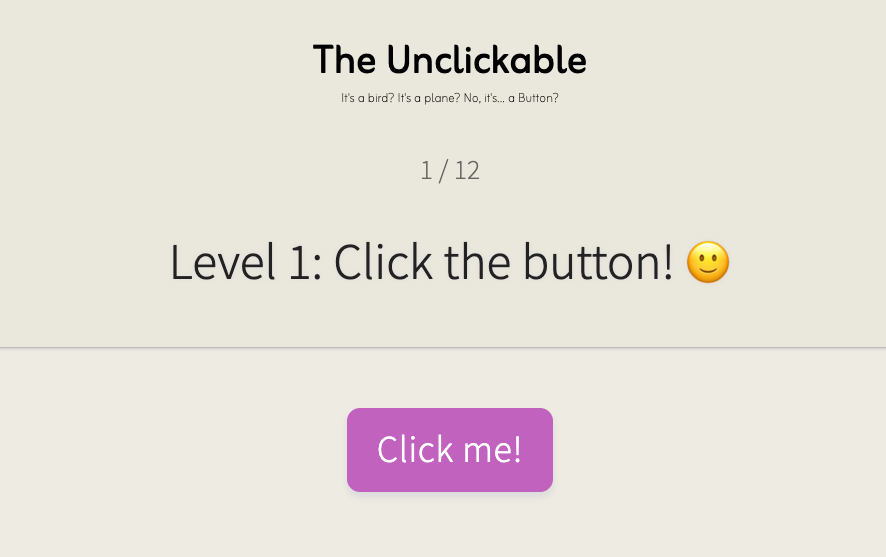 The Unclickable
It's a bird? It's a plane? No, it's... a Button?
1 / 12
Level 1: Click the button! 🙂
Click me!